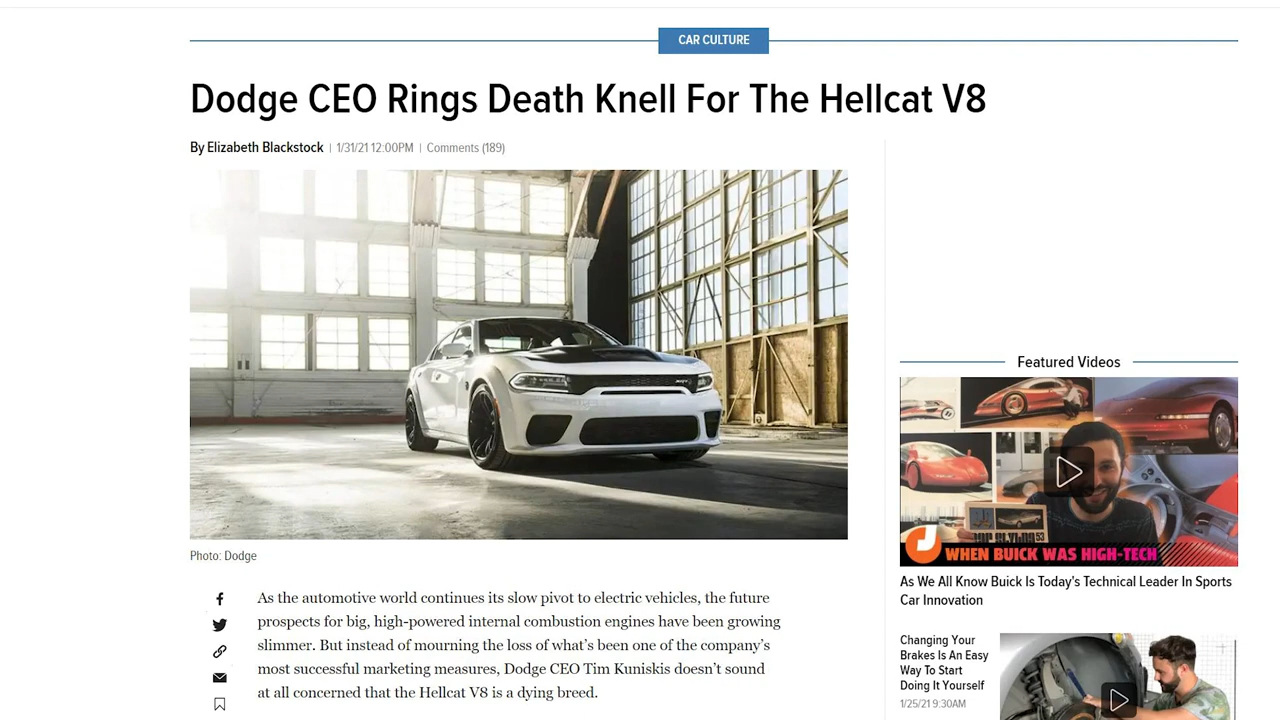 CAR CULTURE
Dodge CEO Rings Death Knell For The Hellcat V8
By Elizabeth Blackstock | 1/31/21 12:00PM | Comments (189)
Photo: Dodge
As the automotive world continues its slow pivot to electric vehicles, the future
prospects for big, high-powered internal combustion engines have been growing
slimmer. But instead of mourning the loss of what's been one of the company's
most successful marketing measures, Dodge CEO Tim Kuniskis doesn't sound
at all concerned that the Hellcat V8 is a dying breed.
Featured Videos
J WHEN BUICK WAS HIGH-TECH
As We All Know Buick Is Today's Technical Leader In Sports
Car Innovation
Changing Your
Brakes Is An Easy
Way To Start
Doing It Yourself
1/25/21 9:30AM